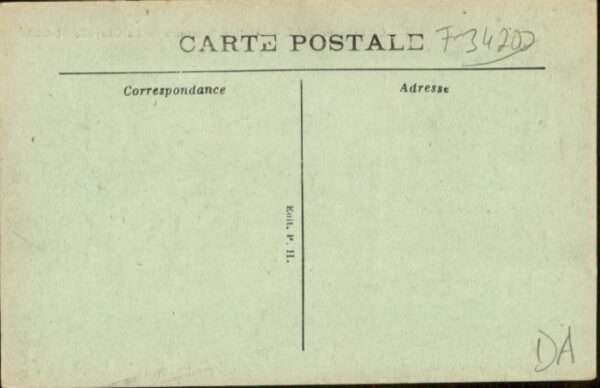 CARTE POSTALE F34200
Correspondance
Adresse
Edit. P. H.
DA